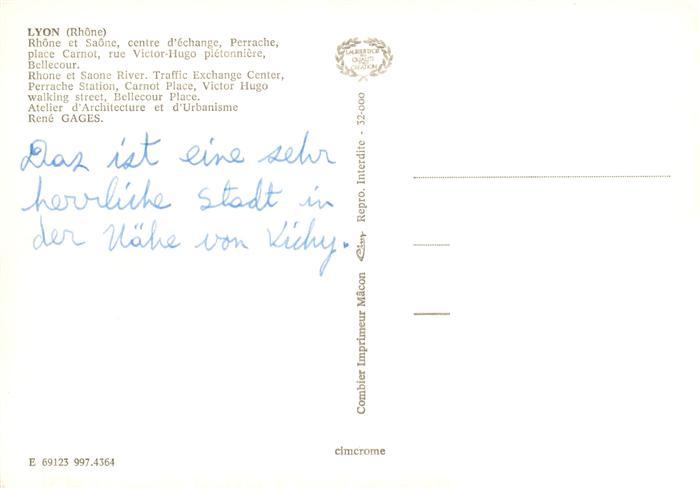 LYON (Rhône)
Rhône et Saône, centre d'échange, Perrache,
place Carnot, rue Victor-Hugo piétonnière,
Bellecour.
Rhone et Saone River. Traffic Exchange Center,
Perrache Station, Carnot Place, Victor Hugo
walking street, Bellecour Place.
Atelier d'Architecture et d'Urbanisme
René GAGES.
Das ist eine sehr
herrliche Stadt in
der Nähe von Vichy.
Combier Imprimeur Mâcon Cim Repro. Interdite - 32-000
cimcrome
E 69123 997.4364